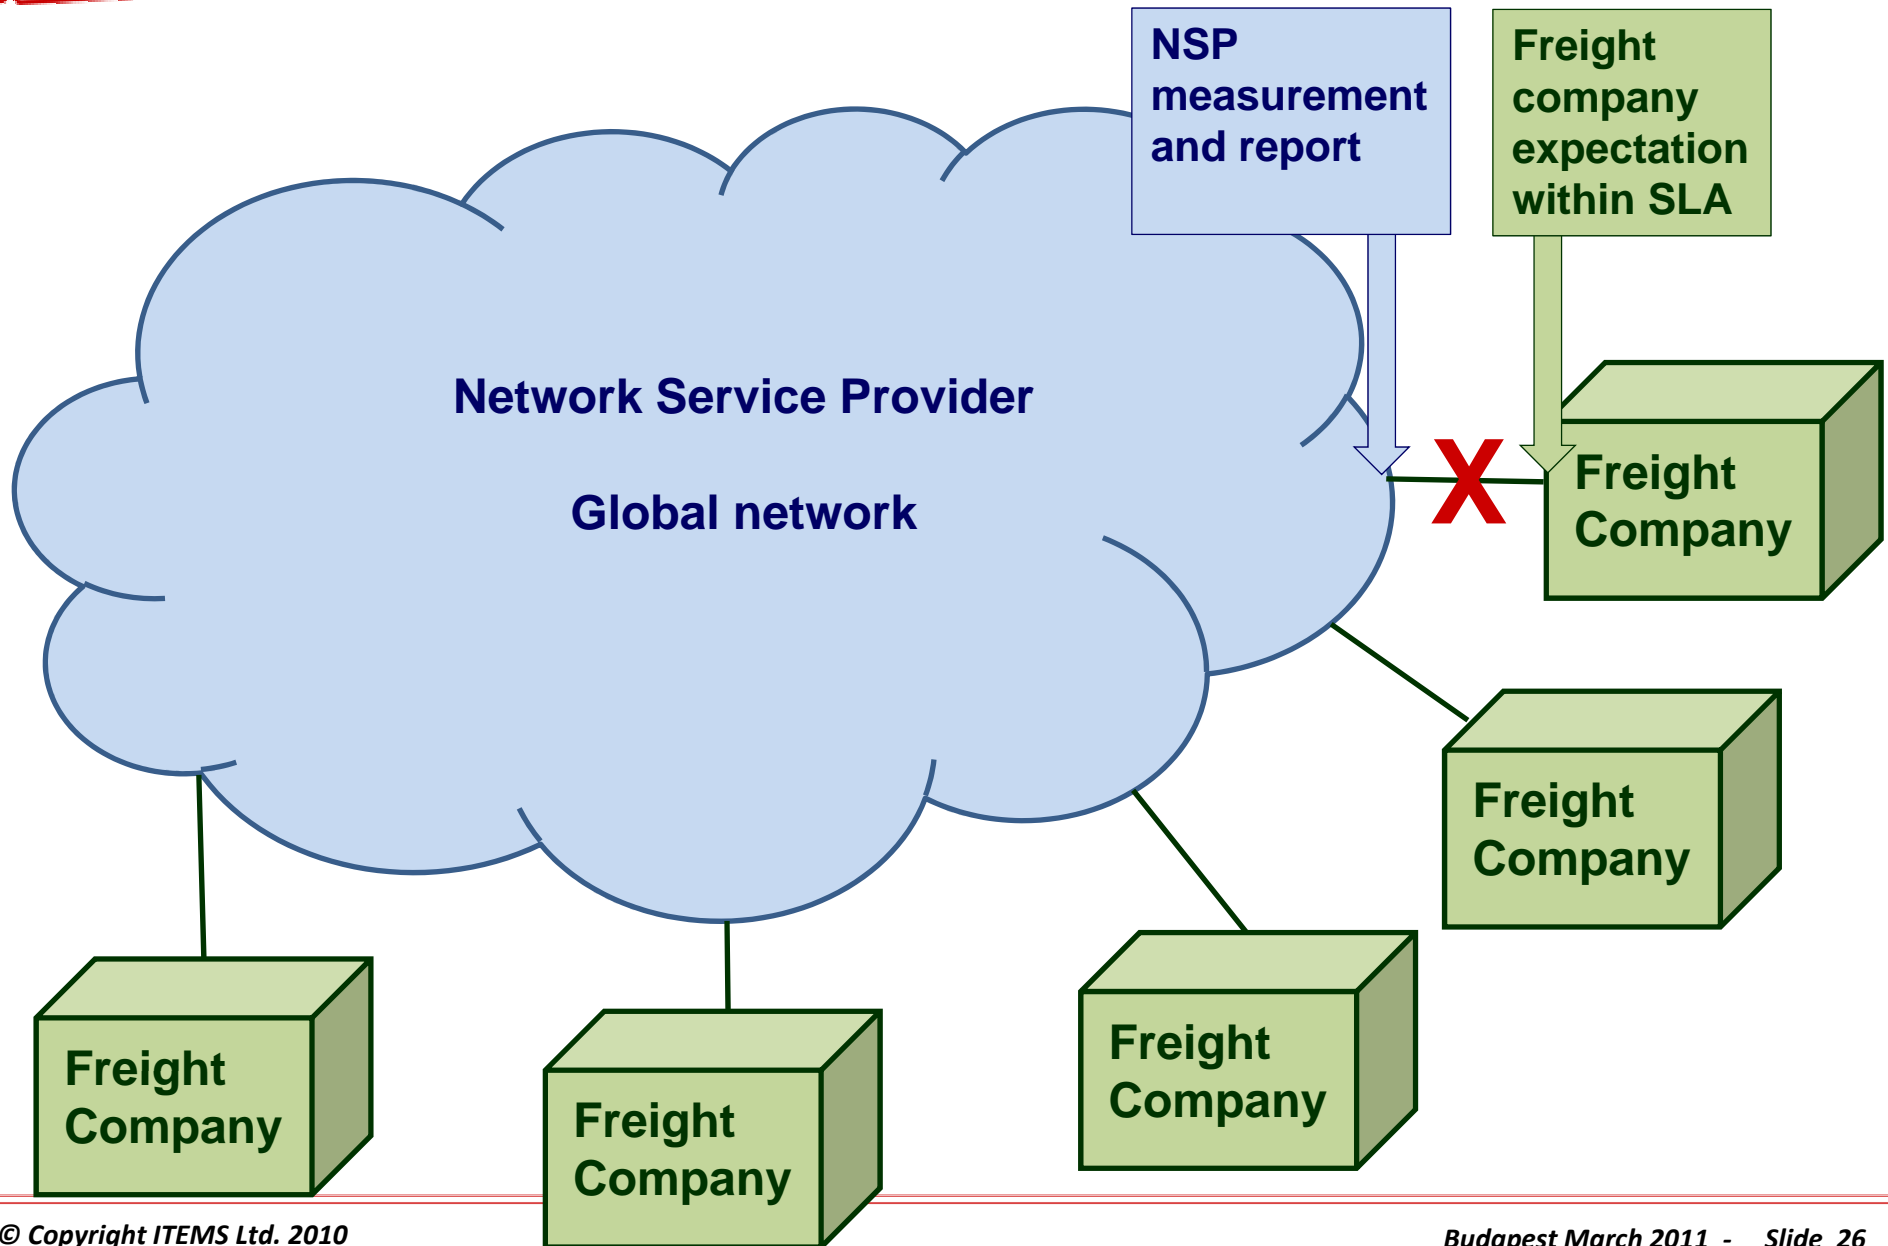 NSP
measurement
and report
Freight
company
expectation
within SLA
Network Service Provider
Global network
X
Freight
Company
Freight
Company
Freight
Company
Freight
Company
Freight
Company
© Copyright ITEMS Ltd. 2010
Budapest March 2011 - Slide 26